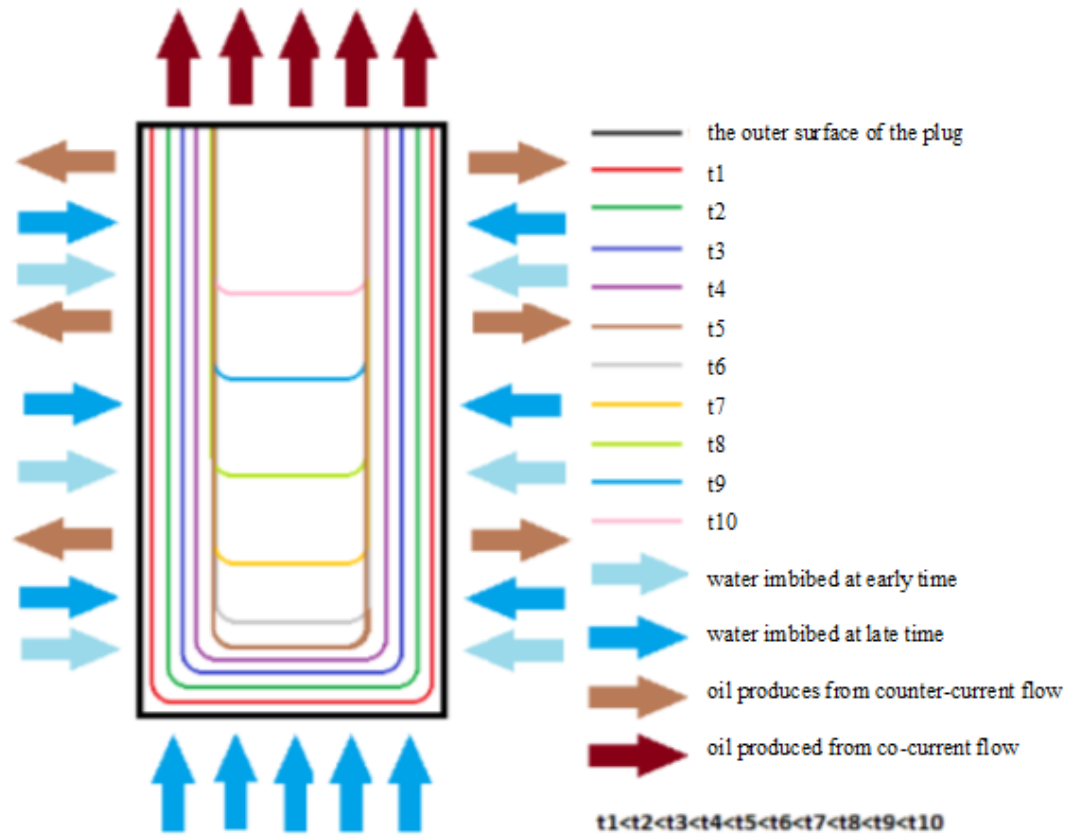 the outer surface of the plug
t1
t2
t3
t4
t5
t6
t7
t8
t9
t10
water imbibed at early time
water imbibed at late time
oil produces from counter-current flow
oil produced from co-current flow
t1<t2<t3<t4<t5<t6<t7<t8<t9<t10